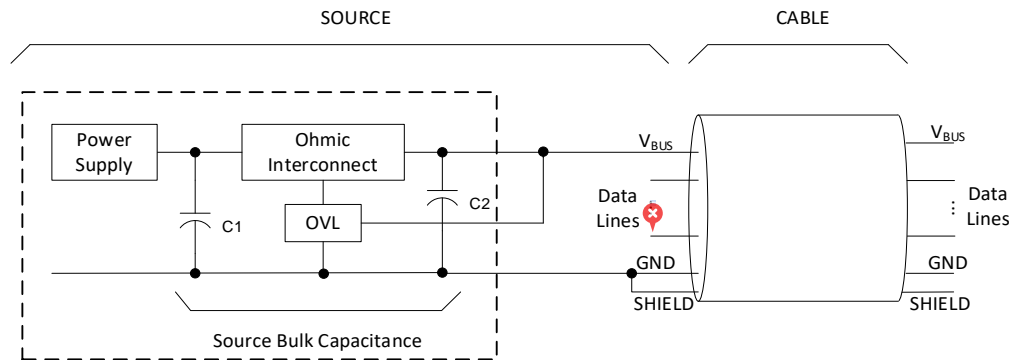 SOURCE
CABLE
Power
Supply
Ohmic
Interconnect
C1
OVL
C2
VBUS
Data
Lines
GND
SHIELD
VBUS
Data
Lines
GND
SHIELD
Source Bulk Capacitance